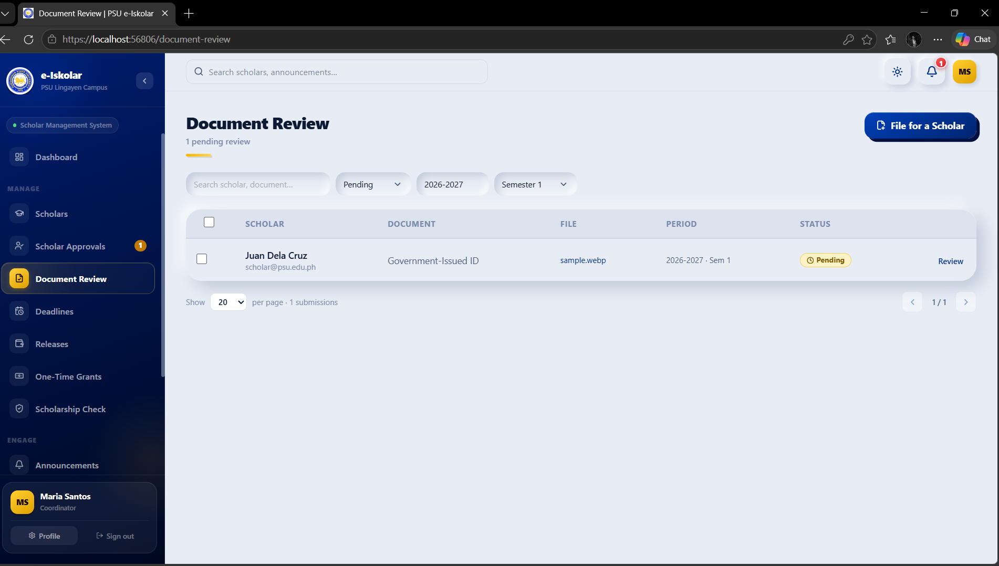 Document Review | PSU e-Iskolar
https://localhost:56806/document-review
Chat
e-Iskolar
PSU Lingayen Campus
Scholar Management System
Dashboard
MANAGE
Scholars
Scholar Approvals 1
Document Review
Deadlines
Releases
One-Time Grants
Scholarship Check
ENGAGE
Announcements
MS
Maria Santos
Coordinator
Profile Sign out
Search scholars, announcements...
1
MS
Document Review
1 pending review
File for a Scholar
Search scholar, document... Pending 2026-2027 Semester 1
SCHOLAR DOCUMENT FILE PERIOD STATUS
Juan Dela Cruz
scholar@psu.edu.ph
Government-Issued ID sample.webp 2026-2027 · Sem 1 Pending Review
Show 20 per page · 1 submissions 1 / 1